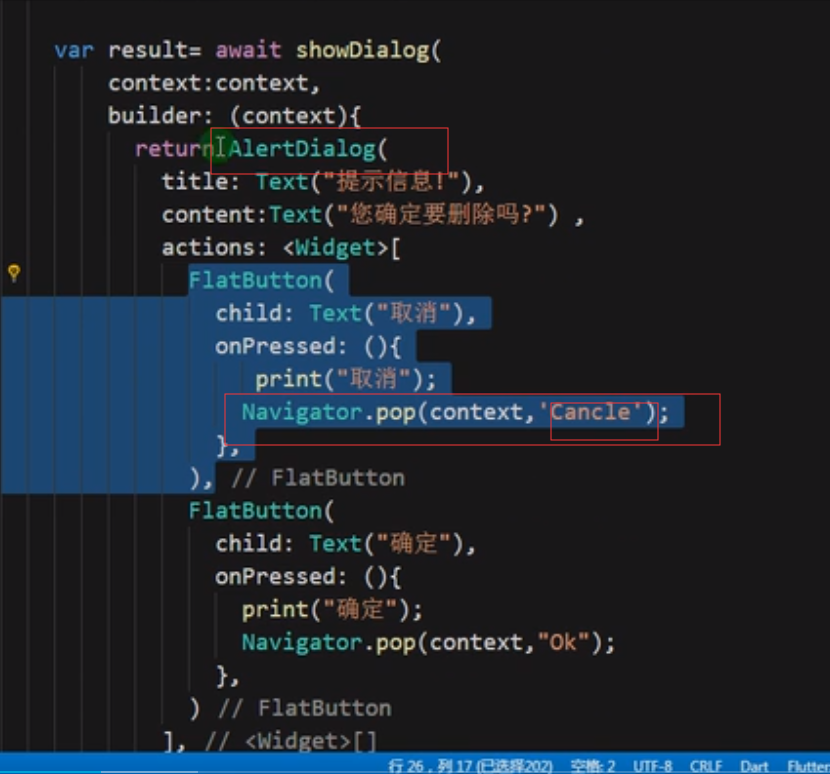 var result= await showDialog(
context:context,
builder: (context){
return AlertDialog(
title: Text("提示信息!"),
content:Text("您确定要删除吗?") ,
actions: <Widget>[
FlatButton(
child: Text("取消"),
onPressed: (){
print("取消");
Navigator.pop(context,'Cancle');
},
), // FlatButton
FlatButton(
child: Text("确定"),
onPressed: (){
print("确定");
Navigator.pop(context,"Ok");
},
) // FlatButton
], // <Widget>[]
行 26，列 17 (已选择202) 空格: 2 UTF-8 CRLF Dart Flutter